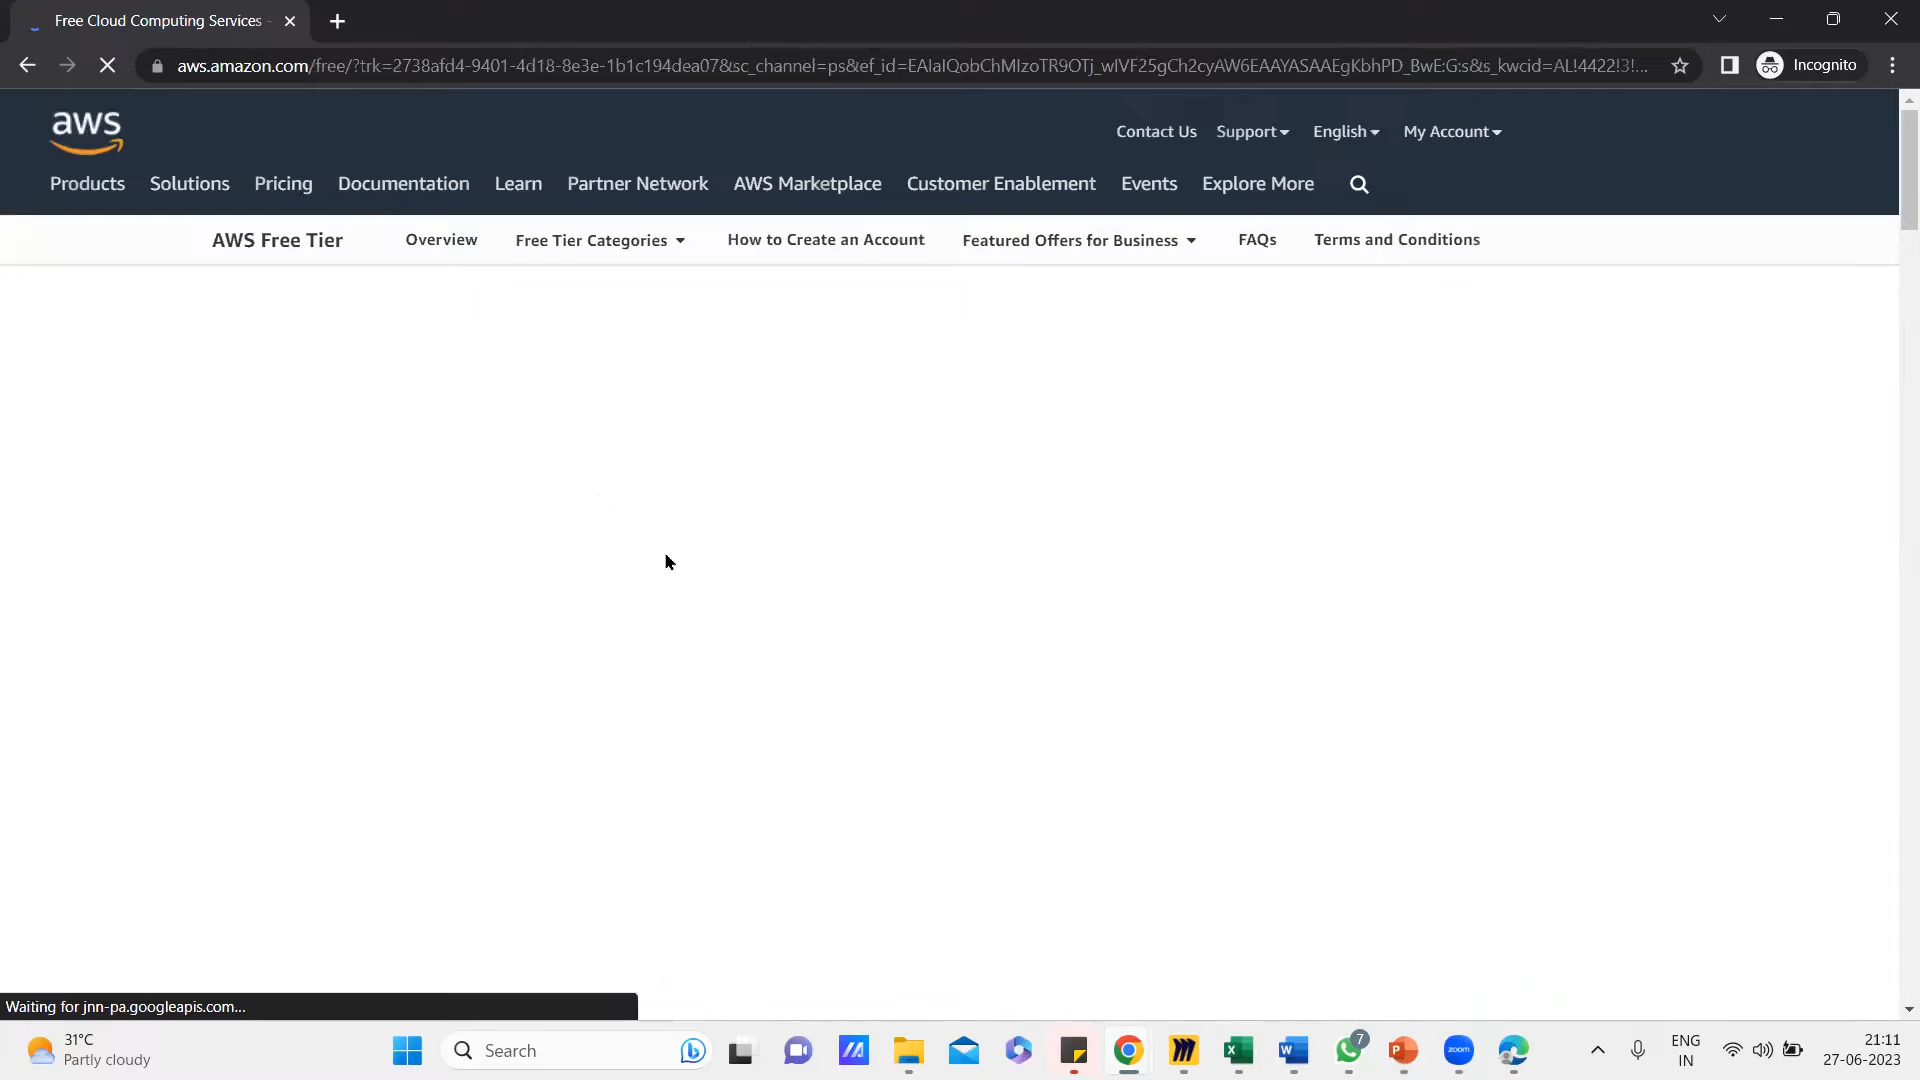 Free Cloud Computing Services -
aws.amazon.com/free/?trk=2738afd4-9401-4d18-8e3e-1b1c194dea07&sc_channel=ps&ef_id=EAIaIQobChMIzoTR9OTj_wIVF25gCh2cyAW6EAAYASAAEgKbhPD_BwE:G:s&s_kwcid=AL!4422!3!...
Incognito
aws
Contact Us Support English My Account
Products Solutions Pricing Documentation Learn Partner Network AWS Marketplace Customer Enablement Events Explore More
AWS Free Tier Overview Free Tier Categories How to Create an Account Featured Offers for Business FAQs Terms and Conditions
Waiting for jnn-pa.googleapis.com...
31°C
Partly cloudy
Search
7
zoom
ENG
IN
21:11
27-06-2023